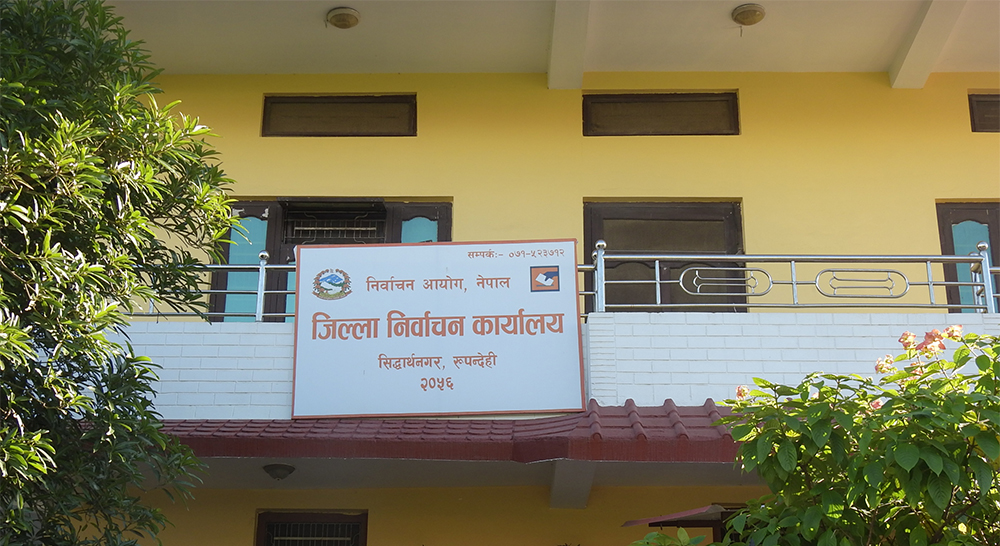 सम्पर्कः- ०७१-५२३७१२
निर्वाचन आयोग, नेपाल
जिल्ला निर्वाचन कार्यालय
सिद्धार्थनगर, रूपन्देही
२०५६